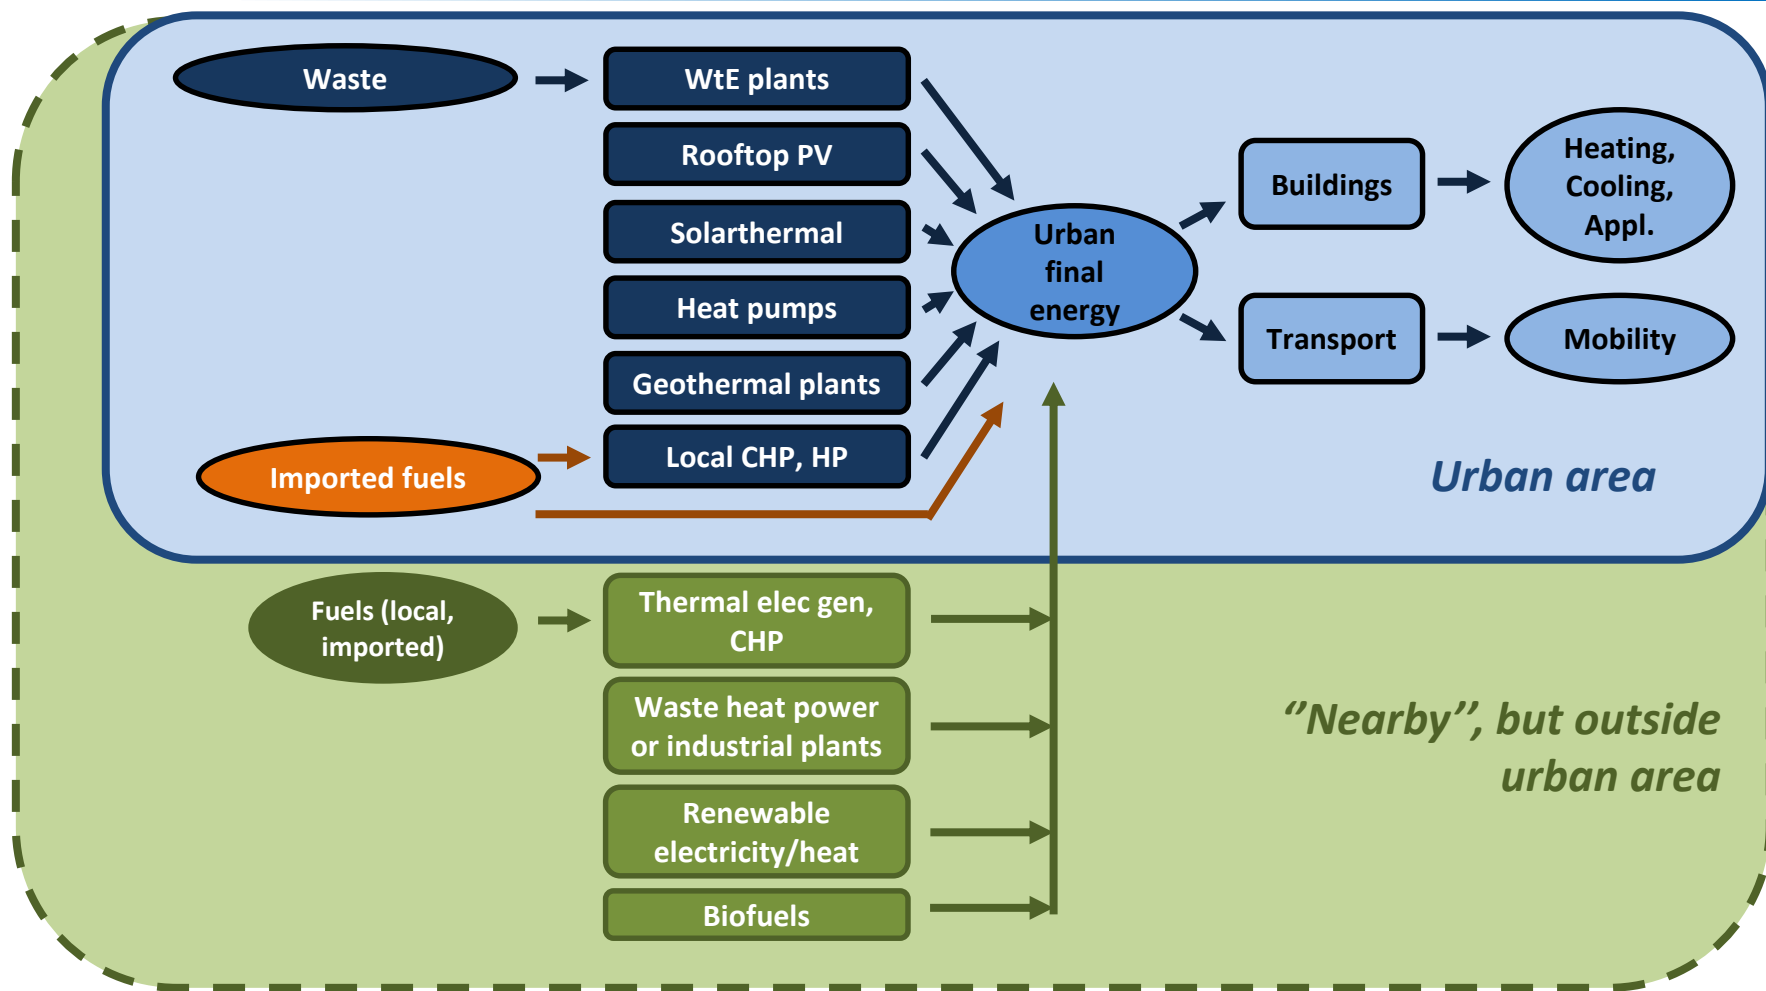 Waste
WtE plants
Rooftop PV
Solarthermal
Heat pumps
Geothermal plants
Local CHP, HP
Imported fuels
Urban
final
energy
Buildings
Transport
Heating,
Cooling,
Appl.
Mobility
Urban area
Fuels (local,
imported)
Thermal elec gen,
CHP
Waste heat power
or industrial plants
Renewable
electricity/heat
Biofuels
‘’Nearby’’, but outside
urban area